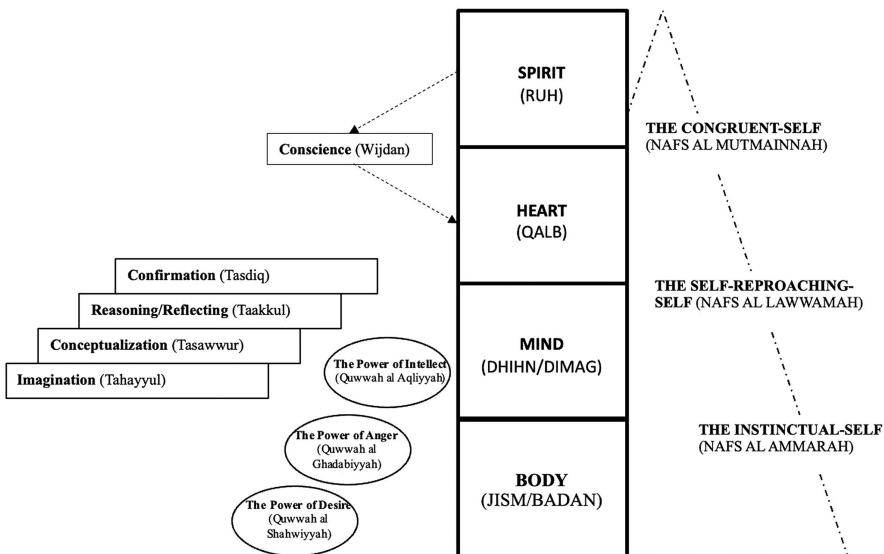 SPIRIT
(RUH)
Conscience (Wijdan)
THE CONGRUENT-SELF
(NAFS AL MUTMAINNAH)
HEART
(QALB)
Confirmation (Tasdiq)
Reasoning/Reflecting (Taakkul)
Conceptualization (Tasawwur)
Imagination (Tahayyul)
THE SELF-REPROACHING-
SELF (NAFS AL LAWWAMAH)
MIND
(DHIHN/DIMAG)
The Power of Intellect
(Quwwah al Aqliyyah)
The Power of Anger
(Quwwah al
Ghadabiyyah)
The Power of Desire
(Quwwah al
Shahwiyyah)
THE INSTINCTUAL-SELF
(NAFS AL AMMARAH)
BODY
(JISM/BADAN)